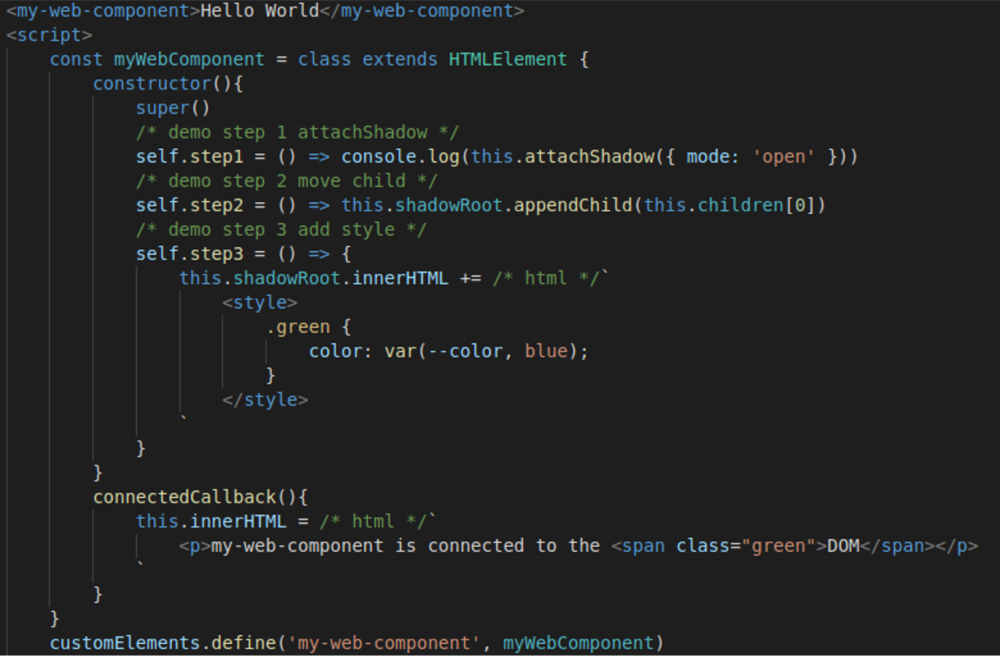 <my-web-component>Hello World</my-web-component>
<script>
    const myWebComponent = class extends HTMLElement {
        constructor(){
            super()
            /* demo step 1 attachShadow */
            self.step1 = () => console.log(this.attachShadow({ mode: 'open' }))
            /* demo step 2 move child */
            self.step2 = () => this.shadowRoot.appendChild(this.children[0])
            /* demo step 3 add style */
            self.step3 = () => {
                this.shadowRoot.innerHTML += /* html */`
                    <style>
                        .green {
                            color: var(--color, blue);
                        }
                    </style>
                `
            }
        }
        connectedCallback(){
            this.innerHTML = /* html */`
                <p>my-web-component is connected to the <span class="green">DOM</span></p>
            `
        }
    }
    customElements.define('my-web-component', myWebComponent)